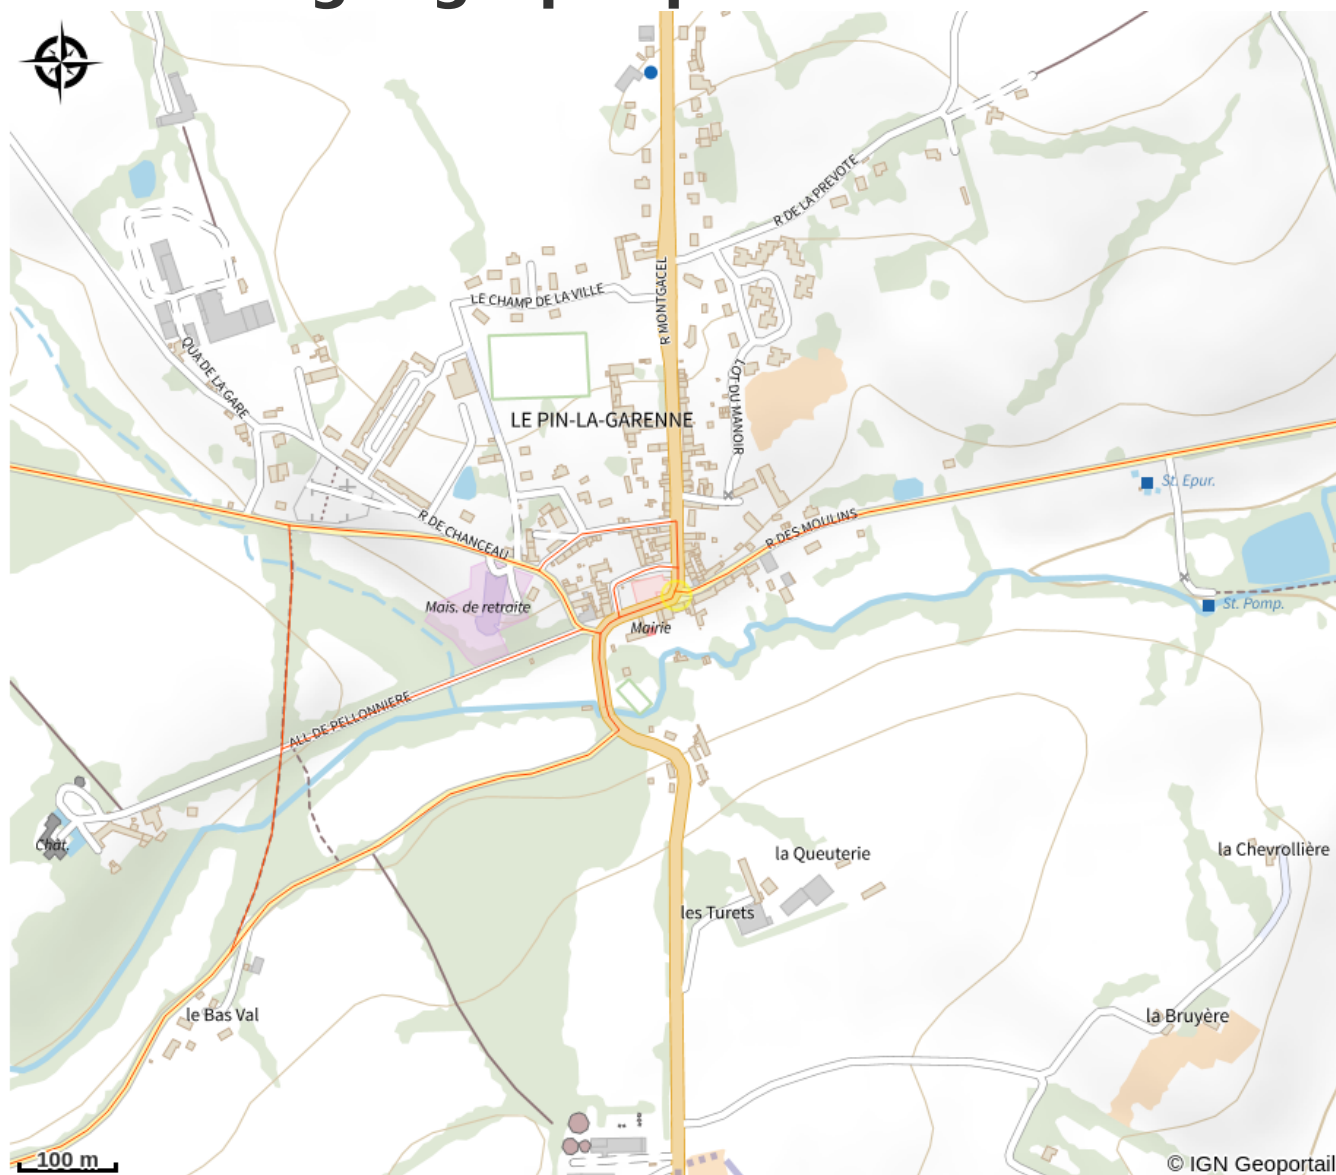 R DE LA PREVOTE
R MONTGACEL
LE CHAMP DE LA VILLE
QUA DE LA GARE
LOT DU MANOIR
LE PIN-LA-GARENNE
St. Epur.
R DE CHANCEAU
R DES MOULINS
Mais. de retraite
St. Pomp.
Mairie
ALL DE PELLONNIERE
Chât.
la Queuterie
la Chevrollière
les Turets
le Bas Val
la Bruyère
100 m
© IGN Geoportail